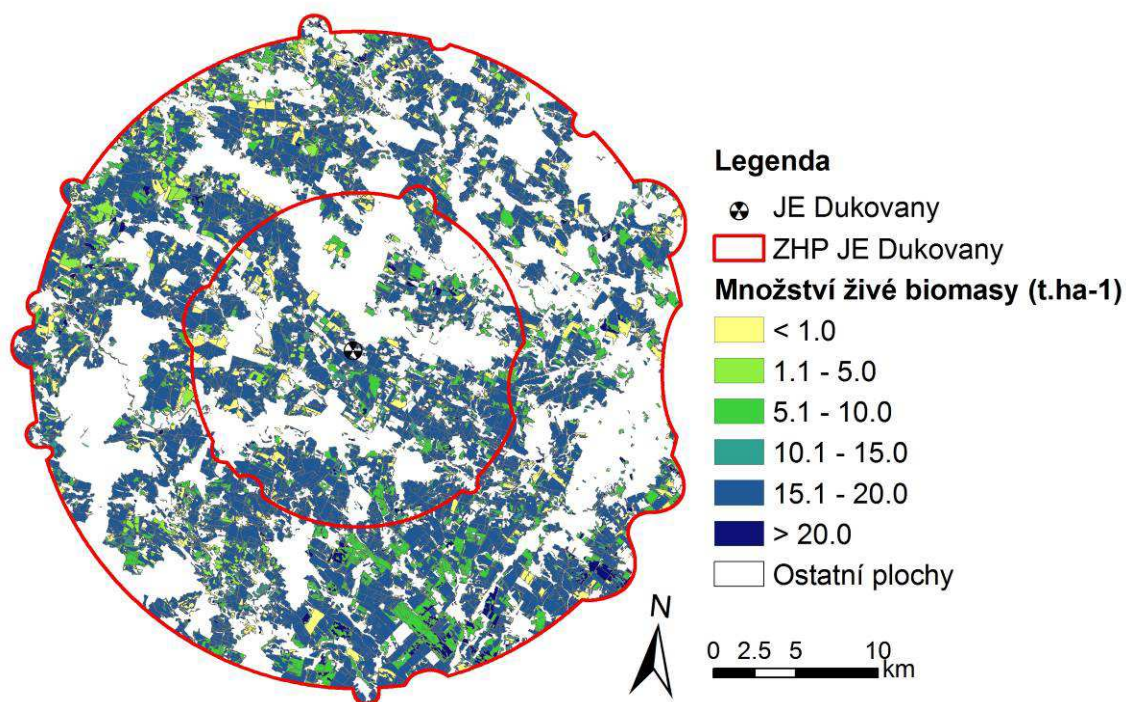 Legenda
JE Dukovany
ZHP JE Dukovany
Množství živé biomasy (t.ha-1)
< 1.0
1.1 - 5.0
5.1 - 10.0
10.1 - 15.0
15.1 - 20.0
> 20.0
Ostatní plochy
N
0 2.5 5 10
km